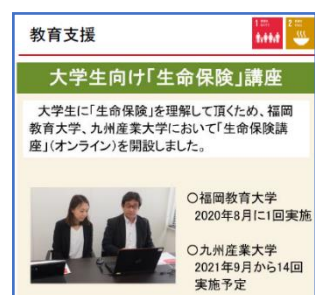 教育支援
1
2
大学生向け「生命保険」講座
大学生に「生命保険」を理解して頂くため、福岡
教育大学、九州産業大学において「生命保険講
座」(オンライン)を開設しました。
○福岡教育大学
2020年8月に1回実施
○九州産業大学
2021年9月から14回
実施予定